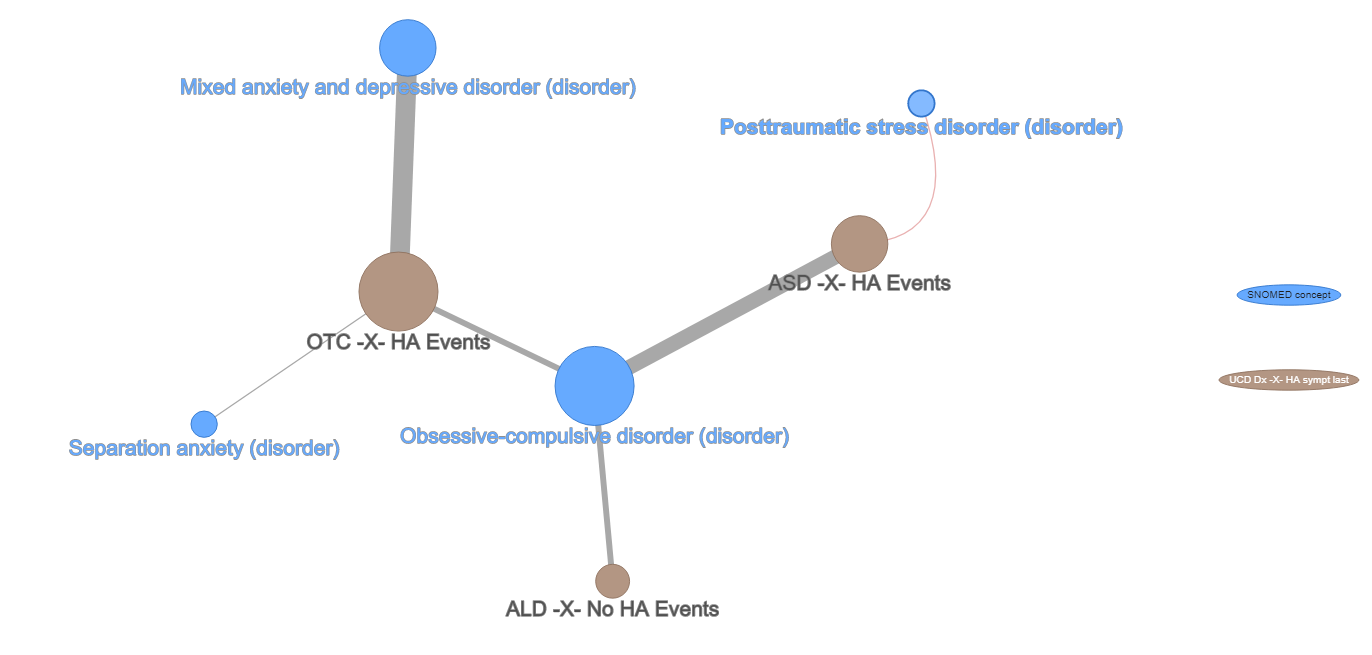 Mixed anxiety and depressive disorder (disorder)
Posttraumatic stress disorder (disorder)
ASD -X- HA Events
SNOMED concept
OTC -X- HA Events
UCD Dx -X- HA sympt last
Obsessive-compulsive disorder (disorder)
Separation anxiety (disorder)
ALD -X- No HA Events